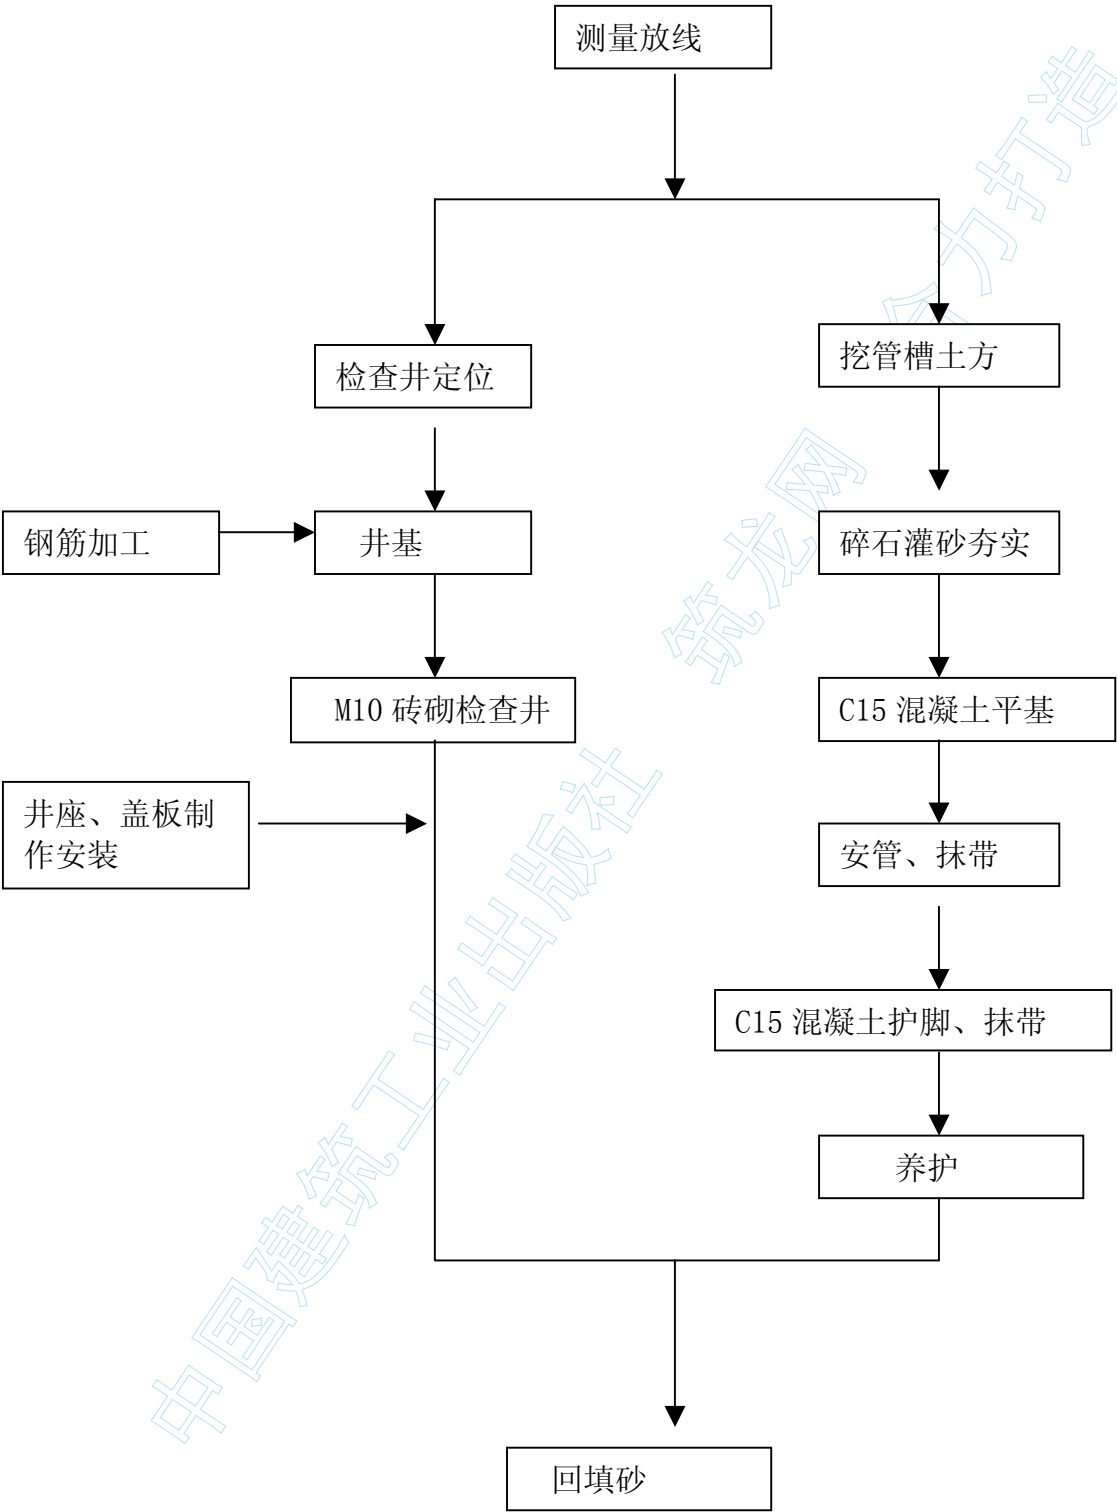 测量放线
检查井定位
挖管槽土方
钢筋加工
井基
碎石灌砂夯实
M10 砖砌检查井
C15 混凝土平基
井座、盖板制
作安装
安管、抹带
C15 混凝土护脚、抹带
养护
回填砂
中国建筑工业出版社 筑龙网 合力打造